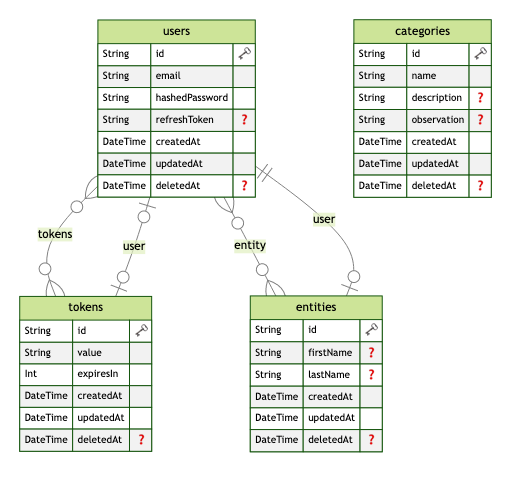 users
String id
String email
String hashedPassword
String refreshToken ?
DateTime createdAt
DateTime updatedAt
DateTime deletedAt ?
categories
String id
String name
String description ?
String observation ?
DateTime createdAt
DateTime updatedAt
DateTime deletedAt ?
tokens
user
entity
user
tokens
String id
String value
Int expiresIn
DateTime createdAt
DateTime updatedAt
DateTime deletedAt ?
entities
String id
String firstName ?
String lastName ?
DateTime createdAt
DateTime updatedAt
DateTime deletedAt ?